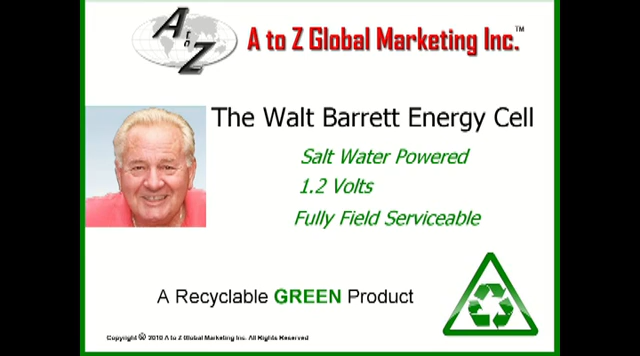 A to Z
A to Z Global Marketing Inc.™
The Walt Barrett Energy Cell
Salt Water Powered
1.2 Volts
Fully Field Serviceable
A Recyclable GREEN Product
Copyright © 2010 A to Z Global Marketing Inc. All Rights Reserved